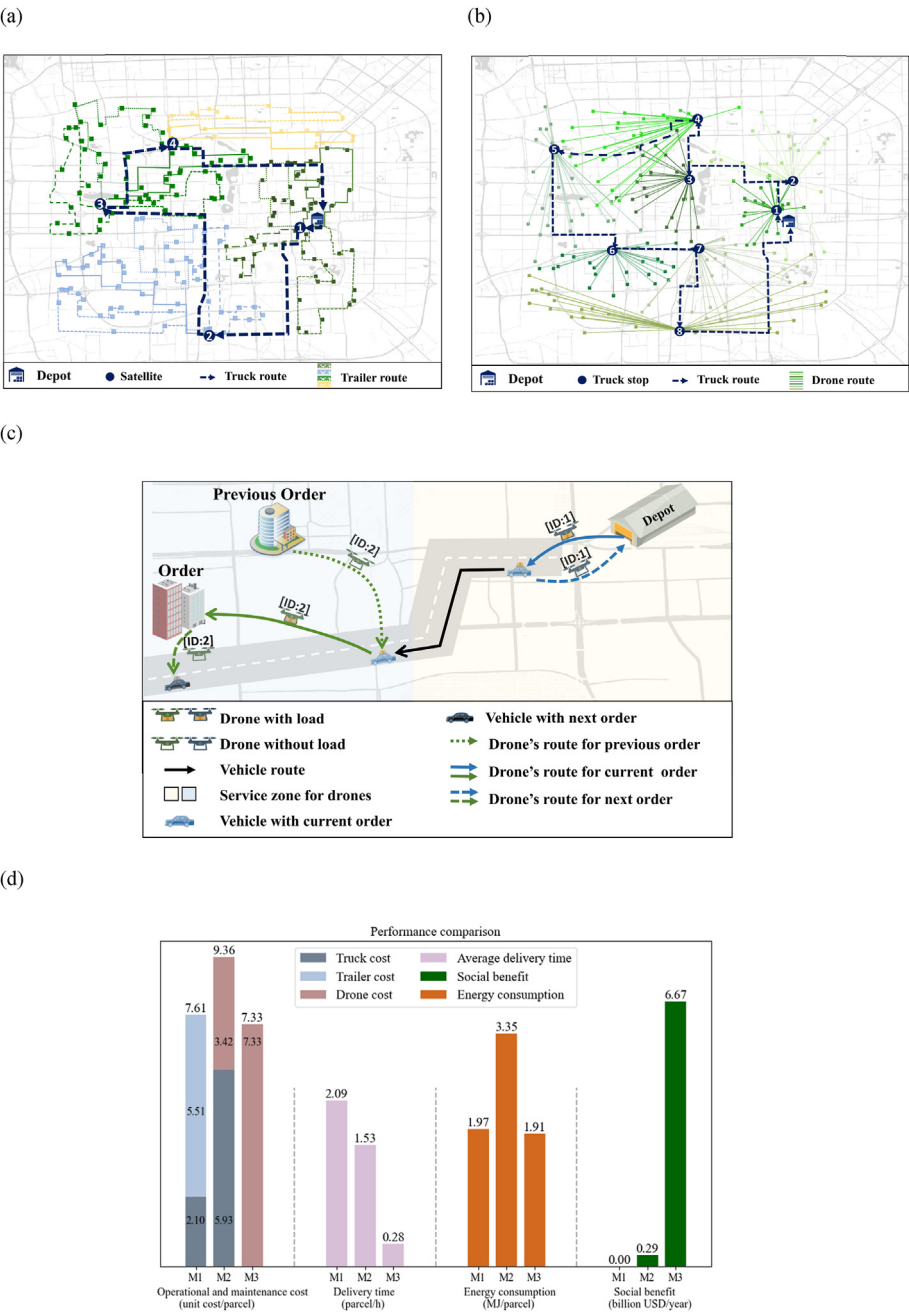 (a)
(b)
4
3
1
2
Depot
Satellite
Truck route
Trailer route
4
5
3
2
1
6
7
8
Depot
Truck stop
Truck route
Drone route
(c)
Previous Order
Depot
[ID:1]
[ID:2]
[ID:1]
Order
[ID:2]
[ID:2]
Drone with load
Vehicle with next order
Drone without load
Drone's route for previous order
Vehicle route
Drone's route for current order
Service zone for drones
Drone's route for next order
Vehicle with current order
(d)
Performance comparison
Truck cost
Trailer cost
Drone cost
Average delivery time
Social benefit
Energy consumption
7.61
5.51
2.10
9.36
3.42
5.93
7.33
7.33
2.09
1.53
0.28
1.97
3.35
1.91
0.00
0.29
6.67
M1 M2 M3
Operational and maintenance cost
(unit cost/parcel)
M1 M2 M3
Delivery time
(parcel/h)
M1 M2 M3
Energy consumption
(MJ/parcel)
M1 M2 M3
Social benefit
(billion USD/year)